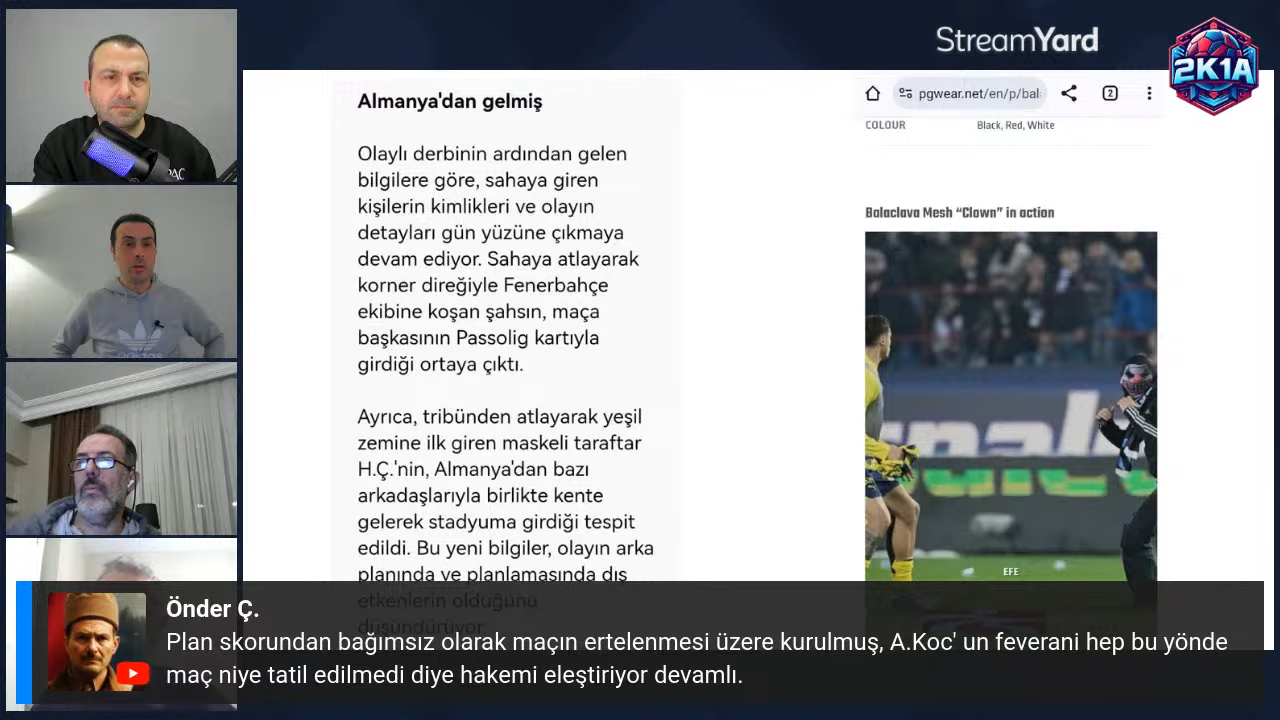 StreamYard
2K1A
Almanya'dan gelmiş
Olaylı derbinin ardından gelen
bilgilere göre, sahaya giren
kişilerin kimlikleri ve olayın
detayları gün yüzüne çıkmaya
devam ediyor. Sahaya atlayarak
korner direğiyle Fenerbahçe
ekibine koşan şahsın, maça
başkasının Passolig kartıyla
girdiği ortaya çıktı.
Ayrıca, tribünden atlayarak yeşil
zemine ilk giren maskeli taraftar
H.Ç.'nin, Almanya'dan bazı
arkadaşlarıyla birlikte kente
gelerek stadyuma girdiği tespit
edildi. Bu yeni bilgiler, olayın arka
planında ve planlamasında dış
etkenlerin olduğunu
düşündürüyor.
pgwear.net/en/p/bal
2
COLOUR Black, Red, White
Balaclava Mesh “Clown” in action
EFE
adidas
Önder Ç.
Plan skorundan bağımsız olarak maçın ertelenmesi üzere kurulmuş, A.Koc' un feverani hep bu yönde
maç niye tatil edilmedi diye hakemi eleştiriyor devamlı.